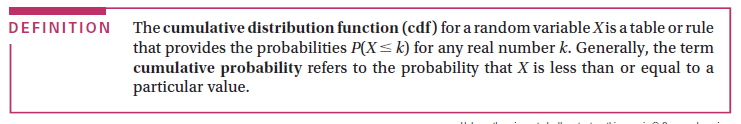 DEFINITION The cumulative distribution function (cdf) for a random variable X is a table or rule
that provides the probabilities P(X ≤ k) for any real number k. Generally, the term
cumulative probability refers to the probability that X is less than or equal to a
particular value.